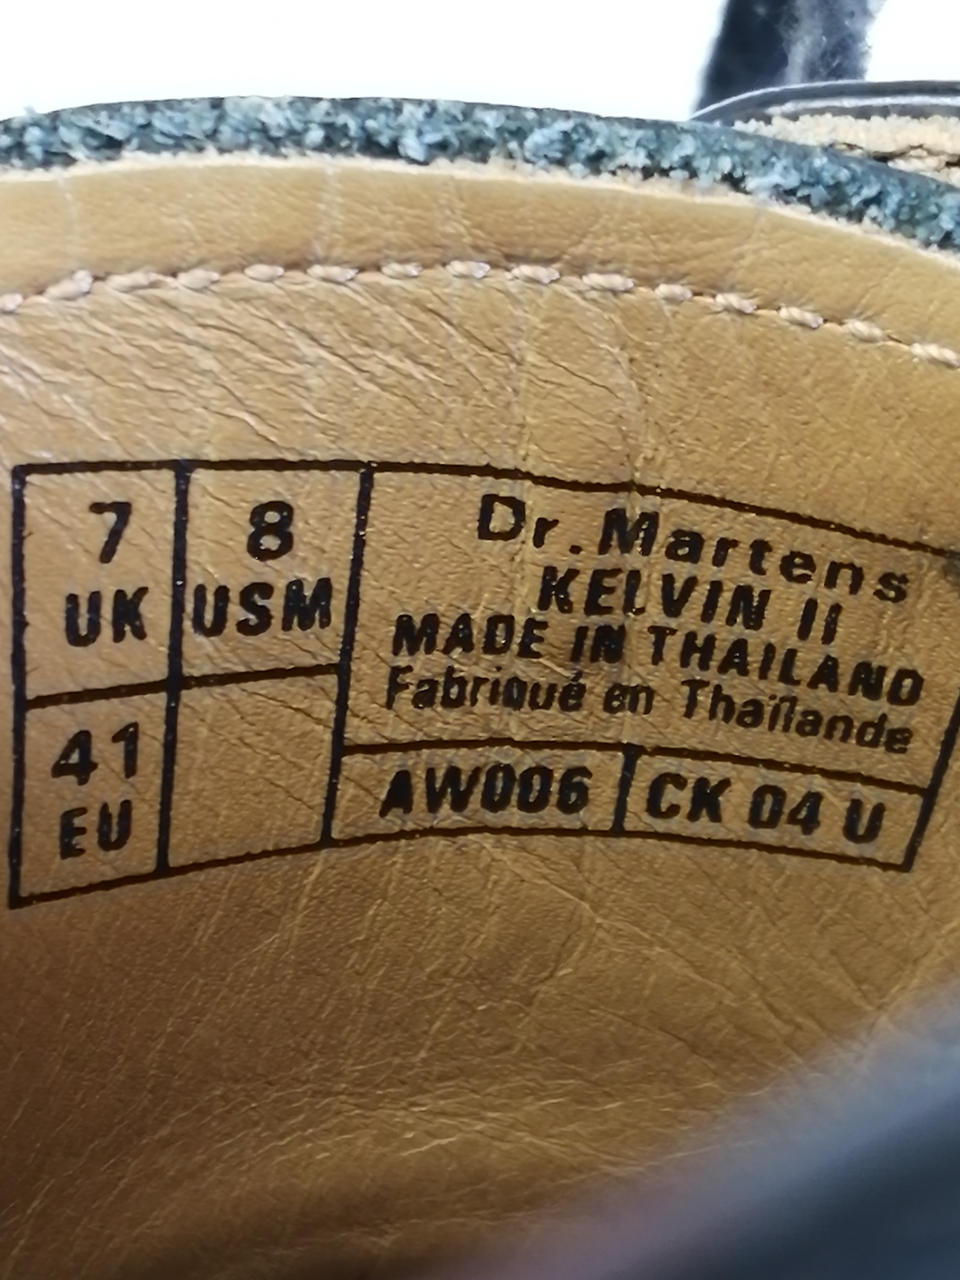 7
UK
8
USM
41
EU
Dr. Martens
KELVIN II
MADE IN THAILAND
Fabriqué en Thaïlande
AW006
CK 04 U